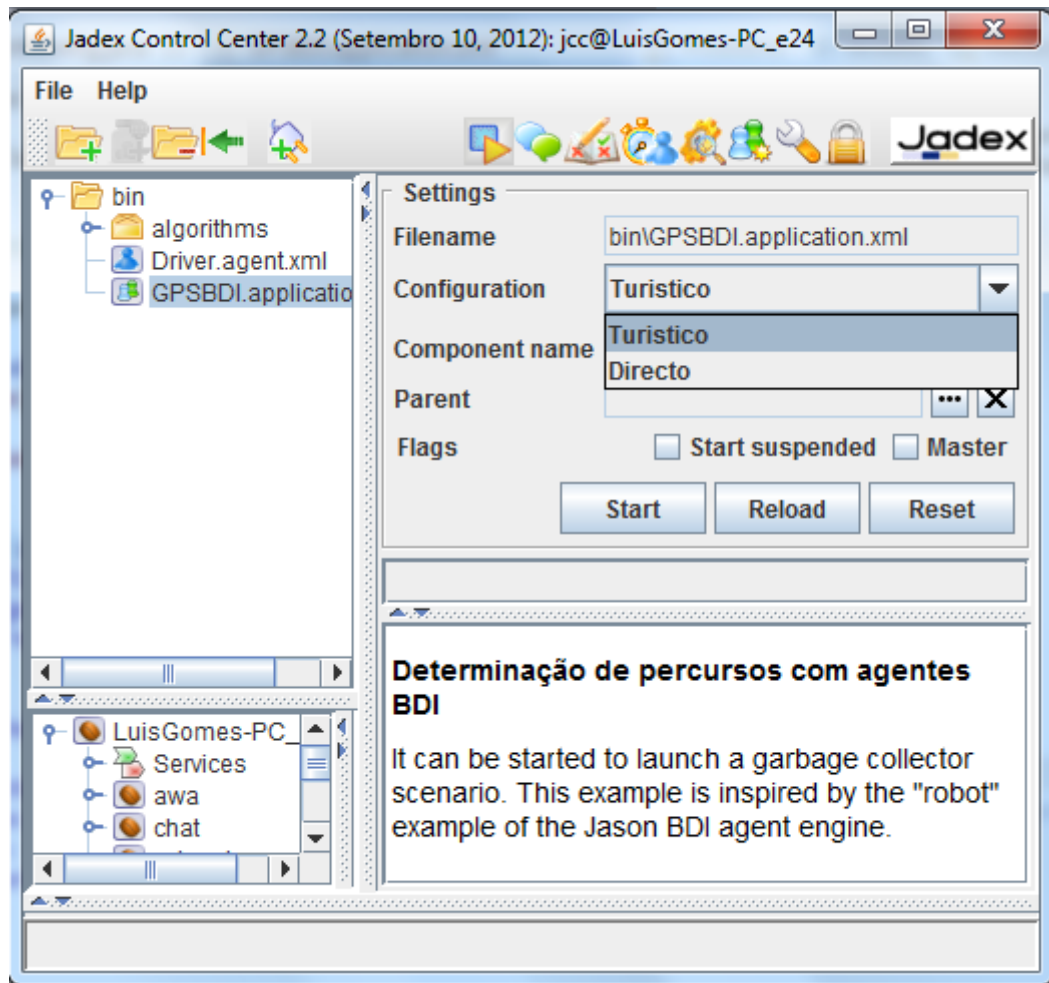 Jadex Control Center 2.2 (Setembro 10, 2012): jcc@LuisGomes-PC_e24
File Help
Jadex
bin
algorithms
Driver.agent.xml
GPSBDI.applicatio
Settings
Filename bin\GPSBDI.application.xml
Configuration Turistico
Turistico
Component name
Directo
Parent
Flags Start suspended Master
Start Reload Reset
Determinação de percursos com agentes
BDI
It can be started to launch a garbage collector
scenario. This example is inspired by the "robot"
example of the Jason BDI agent engine.
LuisGomes-PC_
Services
awa
chat